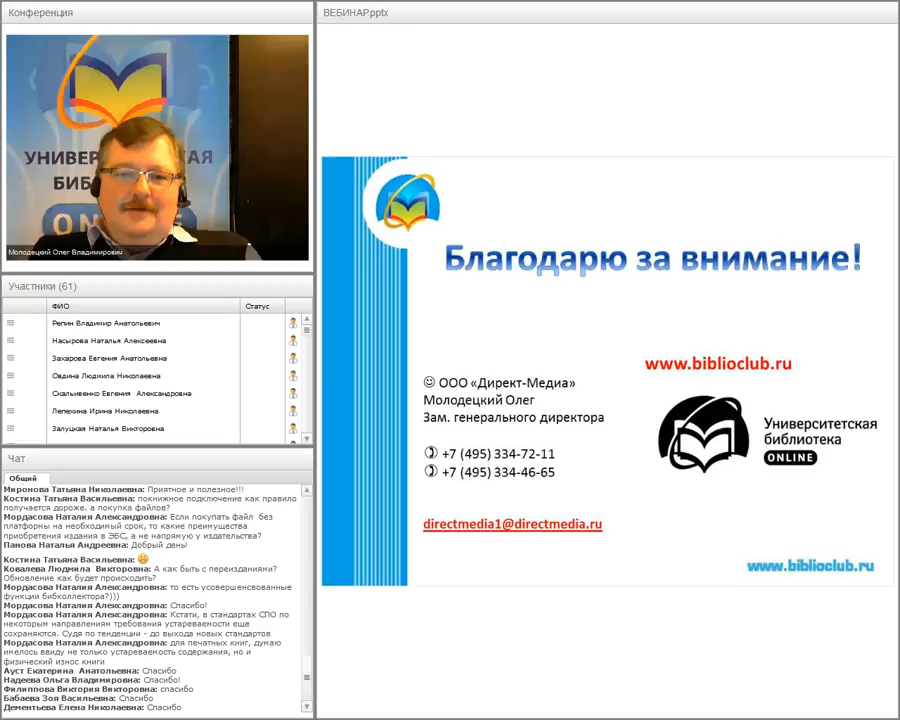 Конференция
УНИВЕРСИТЕТСКАЯ
БИБ
ONLINE
Молодецкий Олег Владимирович
Участники (61)
ФИО Статус
Репин Владимир Анатольевич
Насырова Наталья Алексеевна
Захарова Евгения Анатольевна
Овдина Людмила Николаевна
Скальивенко Евгения Александровна
Лепехина Ирина Николаевна
Залуцкая Наталья Викторовна
Чат
Общий
Миронова Татьяна Николаевна: Приятное и полезное!!!
Костина Татьяна Васильевна: покнижное подключение как правило
получается дороже. а покупка файлов?
Мордасова Наталия Александровна: Если покупать файл без
платформы на необходимый срок, то какие преимущества
приобретения издания в ЭБС, а не напрямую у издательства?
Панова Наталья Андреевна: Добрый день!
Костина Татьяна Васильевна:
Ковалева Людмила Викторовна: А как быть с переизданияни?
Обновление как будет происходить?
Мордасова Наталия Александровна: то есть усовершенсвованные
функции бибколлектора?)))
Мордасова Наталия Александровна: Спасибо!
Мордасова Наталия Александровна: Кстати, в стандартах СПО по
некоторым направлениям требования устареваемости еще
сохраняются. Судя по тенденции - до выхода новых стандартов
Мордасова Наталия Александровна: для печатных книг, думаю
имелось ввиду не только устареваемость содержания, но и
физический износ книги
Ауст Екатерина Анатольевна: Спасибо
Надеева Ольга Владимировна: Спасибо!
Филиппова Виктория Викторовна: спасибо
Бабаева Зоя Васильевна: Спасибо
Дементьева Елена Николаевна: Спасибо
ВЕБИНАР.pptx
Благодарю за внимание!
ООО «Директ-Медиа»
Молодецкий Олег
Зам. генерального директора
+7 (495) 334-72-11
+7 (495) 334-46-65
directmedia1@directmedia.ru
www.biblioclub.ru
Университетская
библиотека
ONLINE
www.biblioclub.ru